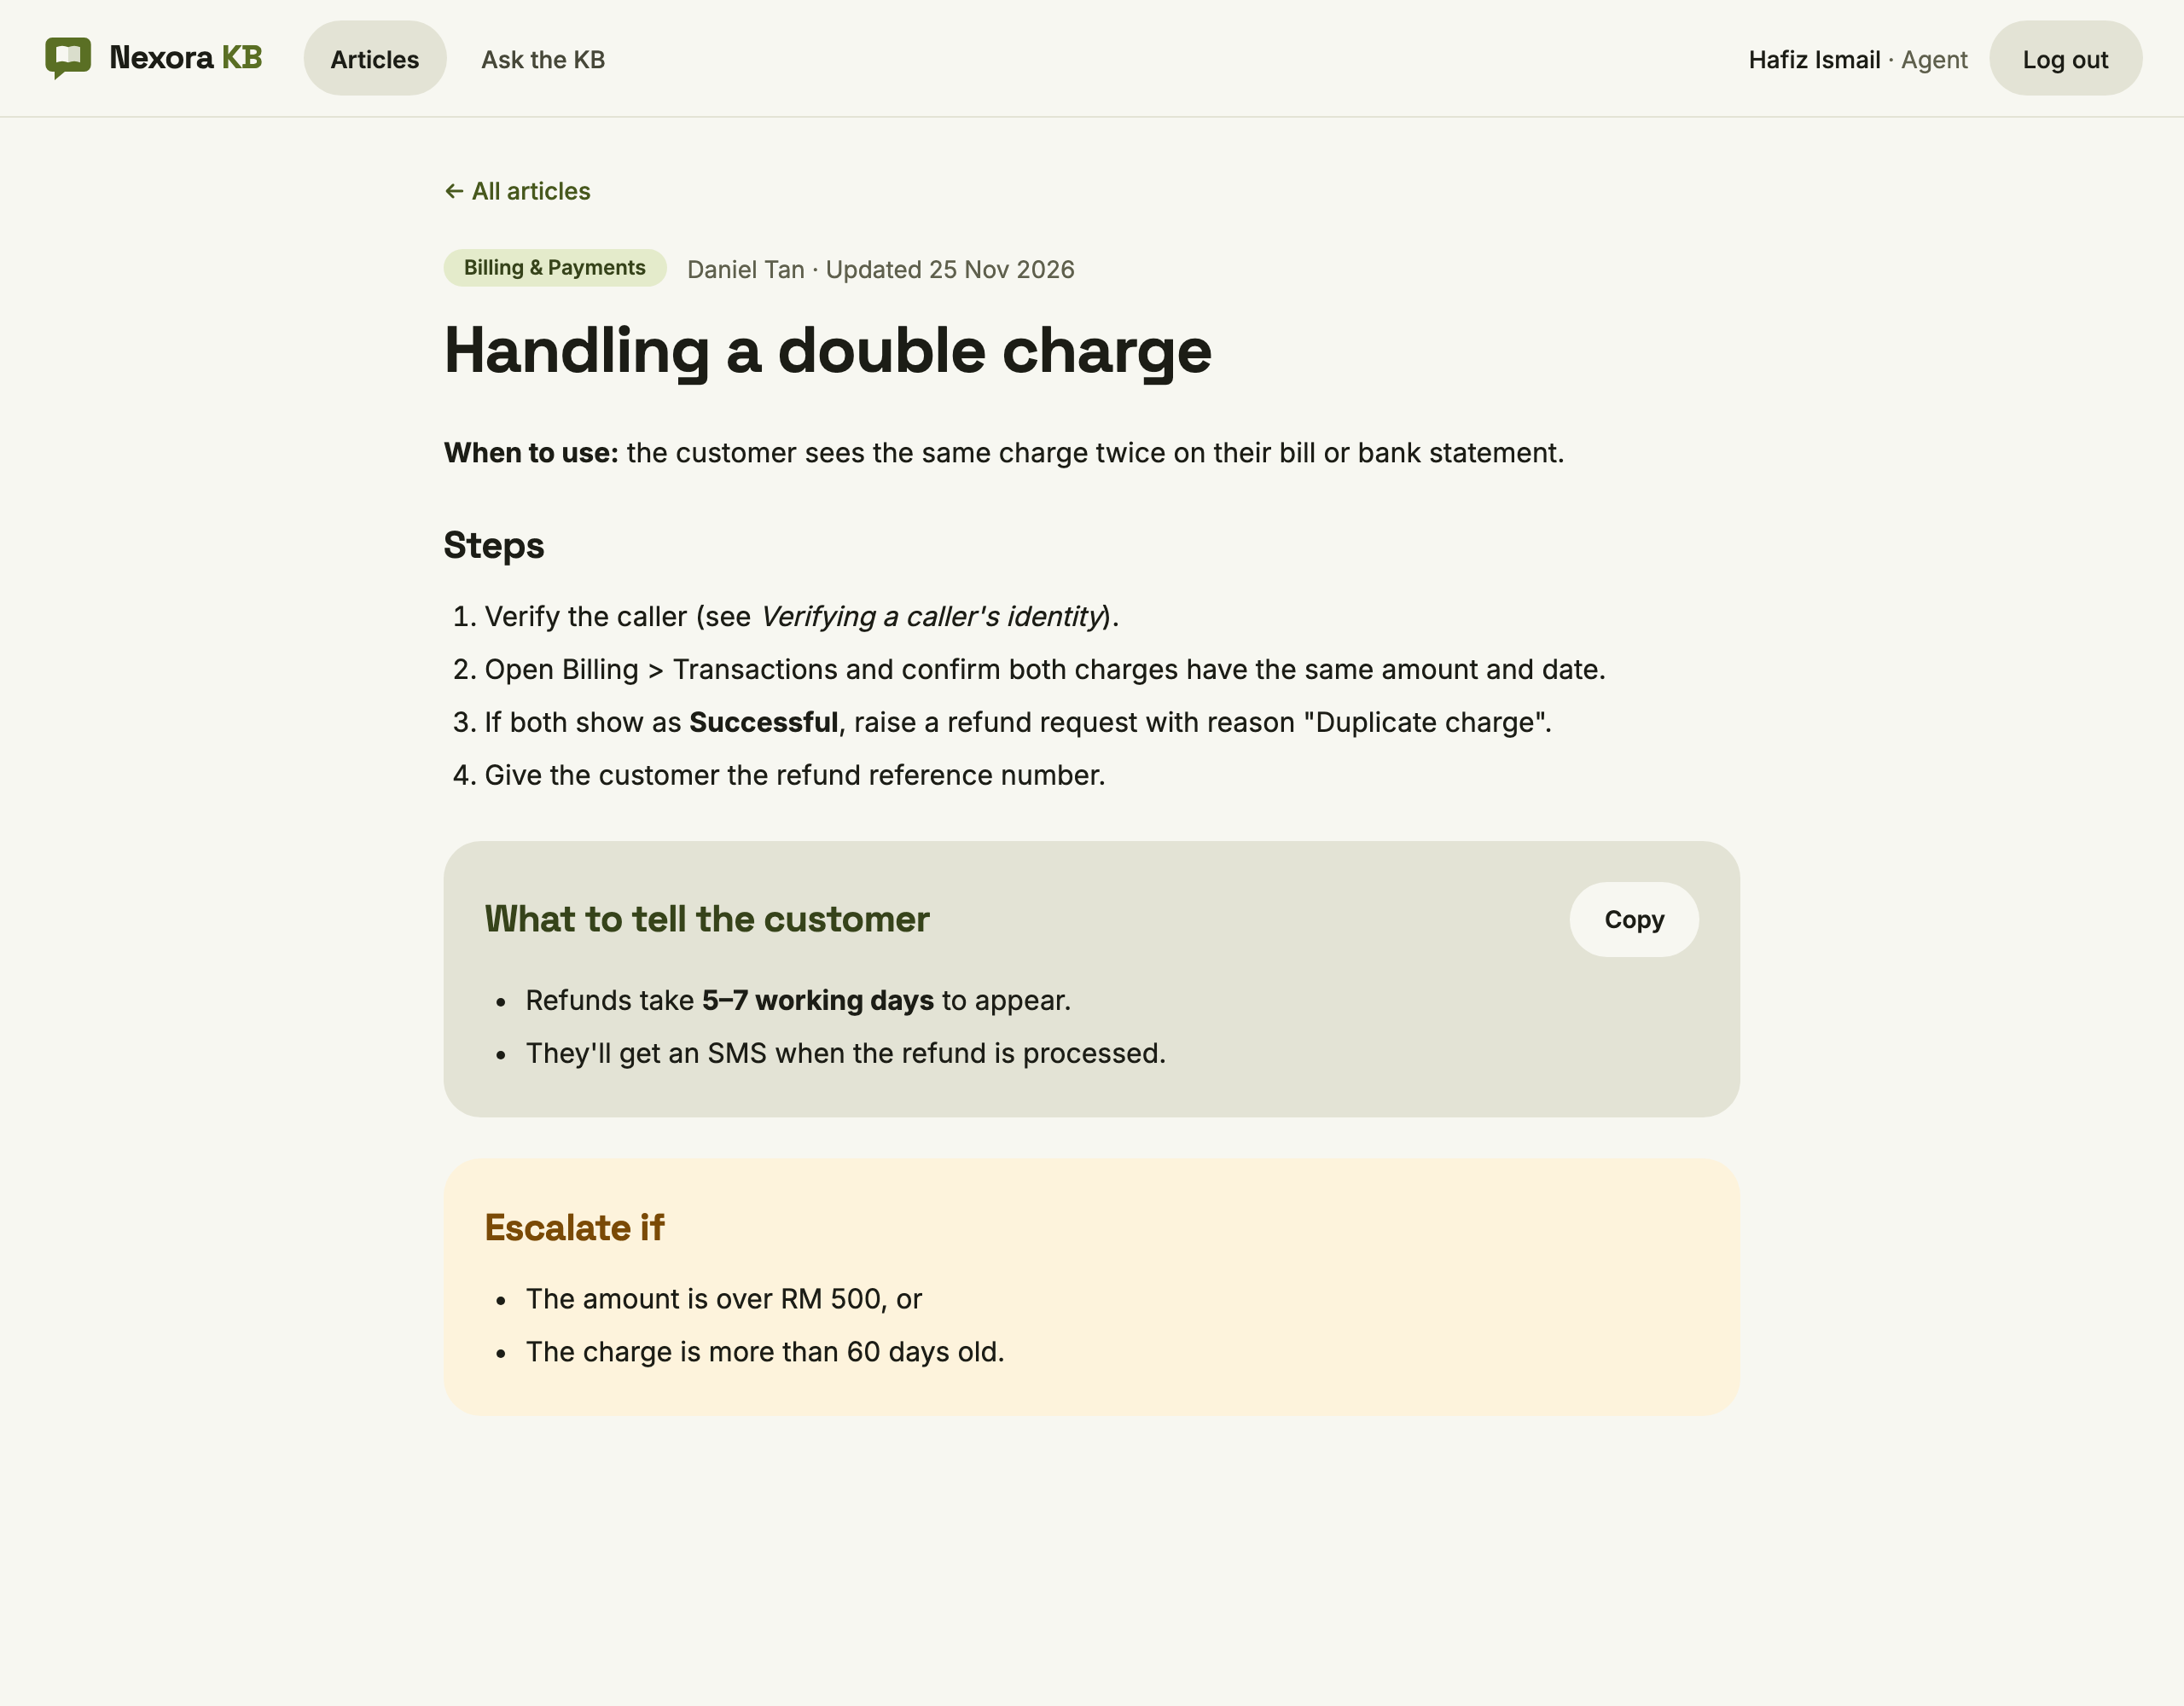 Nexora KB
Articles
Ask the KB
Hafiz Ismail · Agent
Log out
← All articles
Billing & Payments
Daniel Tan · Updated 25 Nov 2026
Handling a double charge
When to use: the customer sees the same charge twice on their bill or bank statement.
Steps
1. Verify the caller (see Verifying a caller's identity).
2. Open Billing > Transactions and confirm both charges have the same amount and date.
3. If both show as Successful, raise a refund request with reason "Duplicate charge".
4. Give the customer the refund reference number.
What to tell the customer
Copy
• Refunds take 5–7 working days to appear.
• They'll get an SMS when the refund is processed.
Escalate if
• The amount is over RM 500, or
• The charge is more than 60 days old.